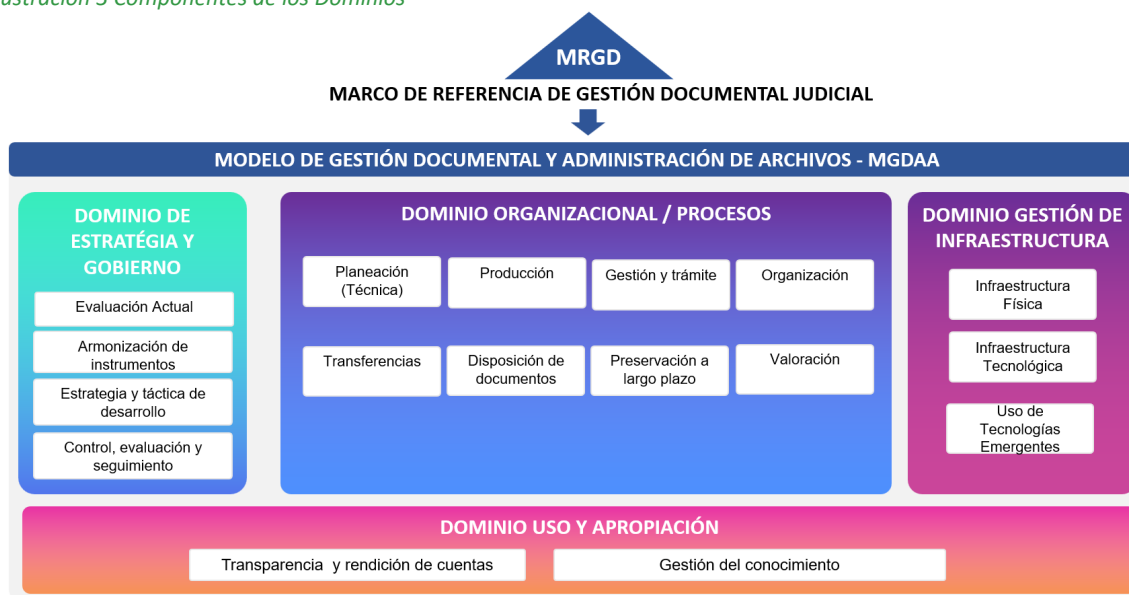 Ilustración 3 Componentes de los Dominios
MRGD
MARCO DE REFERENCIA DE GESTIÓN DOCUMENTAL JUDICIAL
MODELO DE GESTIÓN DOCUMENTAL Y ADMINISTRACIÓN DE ARCHIVOS - MGDAA
DOMINIO DE
ESTRATÉGIA Y
GOBIERNO
Evaluación Actual
Armonización de
instrumentos
Estrategia y táctica de
desarrollo
Control, evaluación y
seguimiento
DOMINIO ORGANIZACIONAL / PROCESOS
Planeación
(Técnica)
Producción
Gestión y trámite
Organización
Transferencias
Disposición de
documentos
Preservación a
largo plazo
Valoración
DOMINIO GESTIÓN DE
INFRAESTRUCTURA
Infraestructura
Física
Infraestructura
Tecnológica
Uso de
Tecnologías
Emergentes
DOMINIO USO Y APROPIACIÓN
Transparencia y rendición de cuentas
Gestión del conocimiento